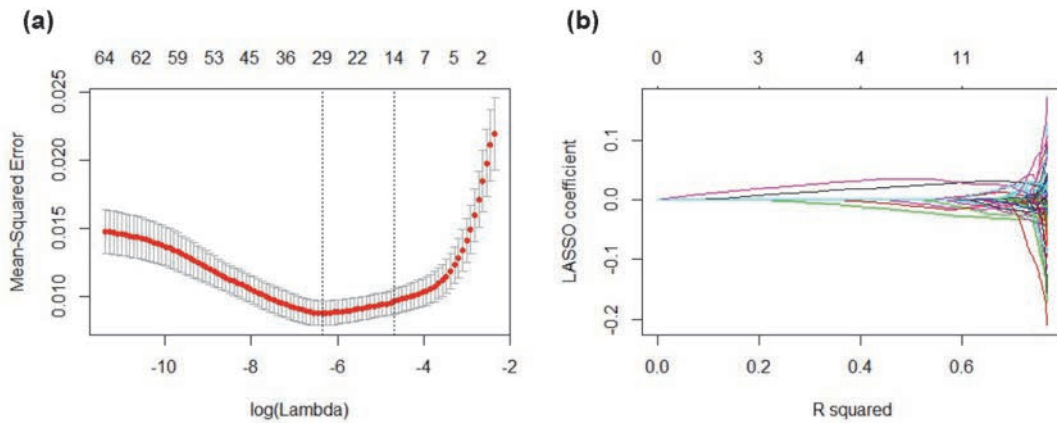 (a)
64 62 59 53 45 36 29 22 14 7 5 2
Mean-Squared Error
0.025
0.020
0.015
0.010
-10 -8 -6 -4 -2
log(Lambda)
(b)
0 3 4 11
LASSO coefficient
0.1
0.0
-0.1
-0.2
0.0 0.2 0.4 0.6
R squared